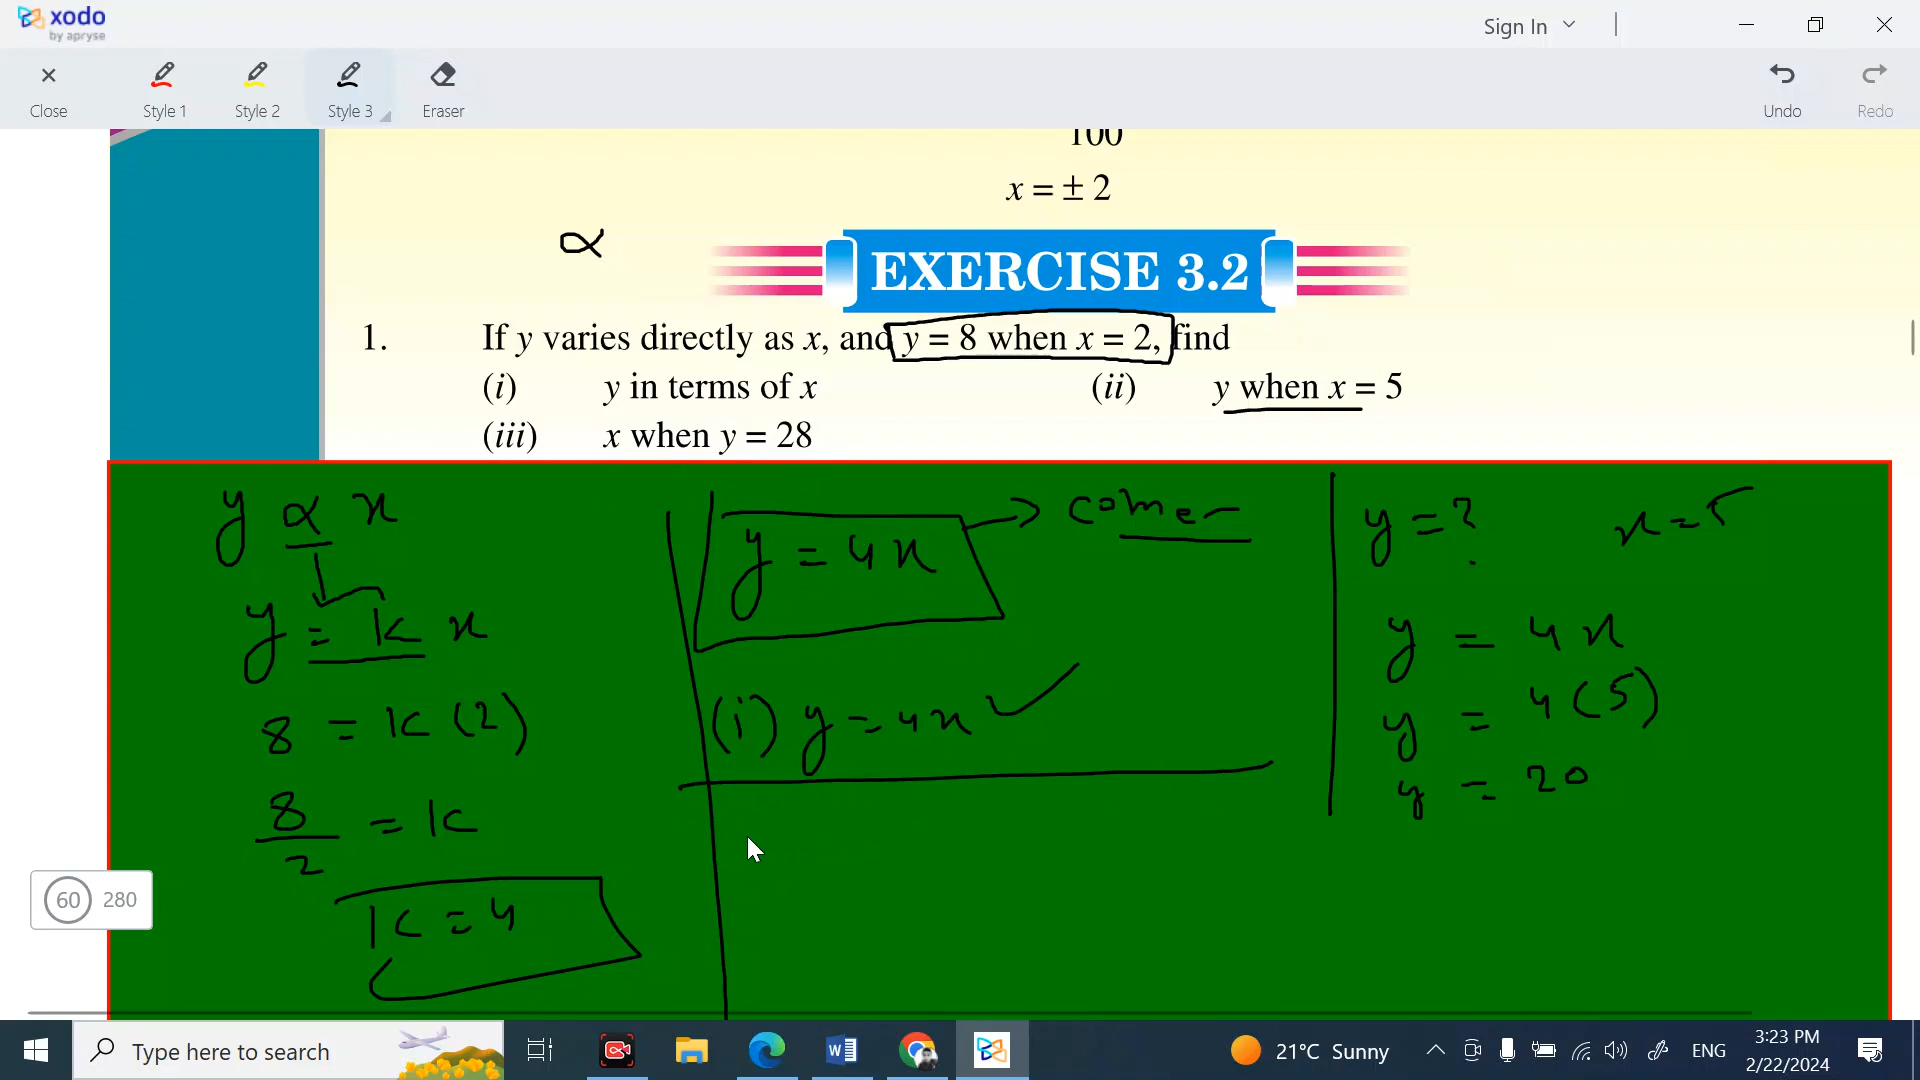 xodo
by apryse
Sign In
Close
Style 1
Style 2
Style 3
Eraser
Undo
Redo
100
x = ± 2
∝
EXERCISE 3.2
1. If y varies directly as x, and y = 8 when x = 2, find
(i) y in terms of x (ii) y when x = 5
(iii) x when y = 28
y ∝ x
y = k x
8 = k (2)
8/2 = k
k = 4
y = 4x
(i) y = 4x
y = ? x = 5
y = 4x
y = 4(5)
y = 20
60 280
Type here to search
21°C Sunny
ENG
3:23 PM
2/22/2024